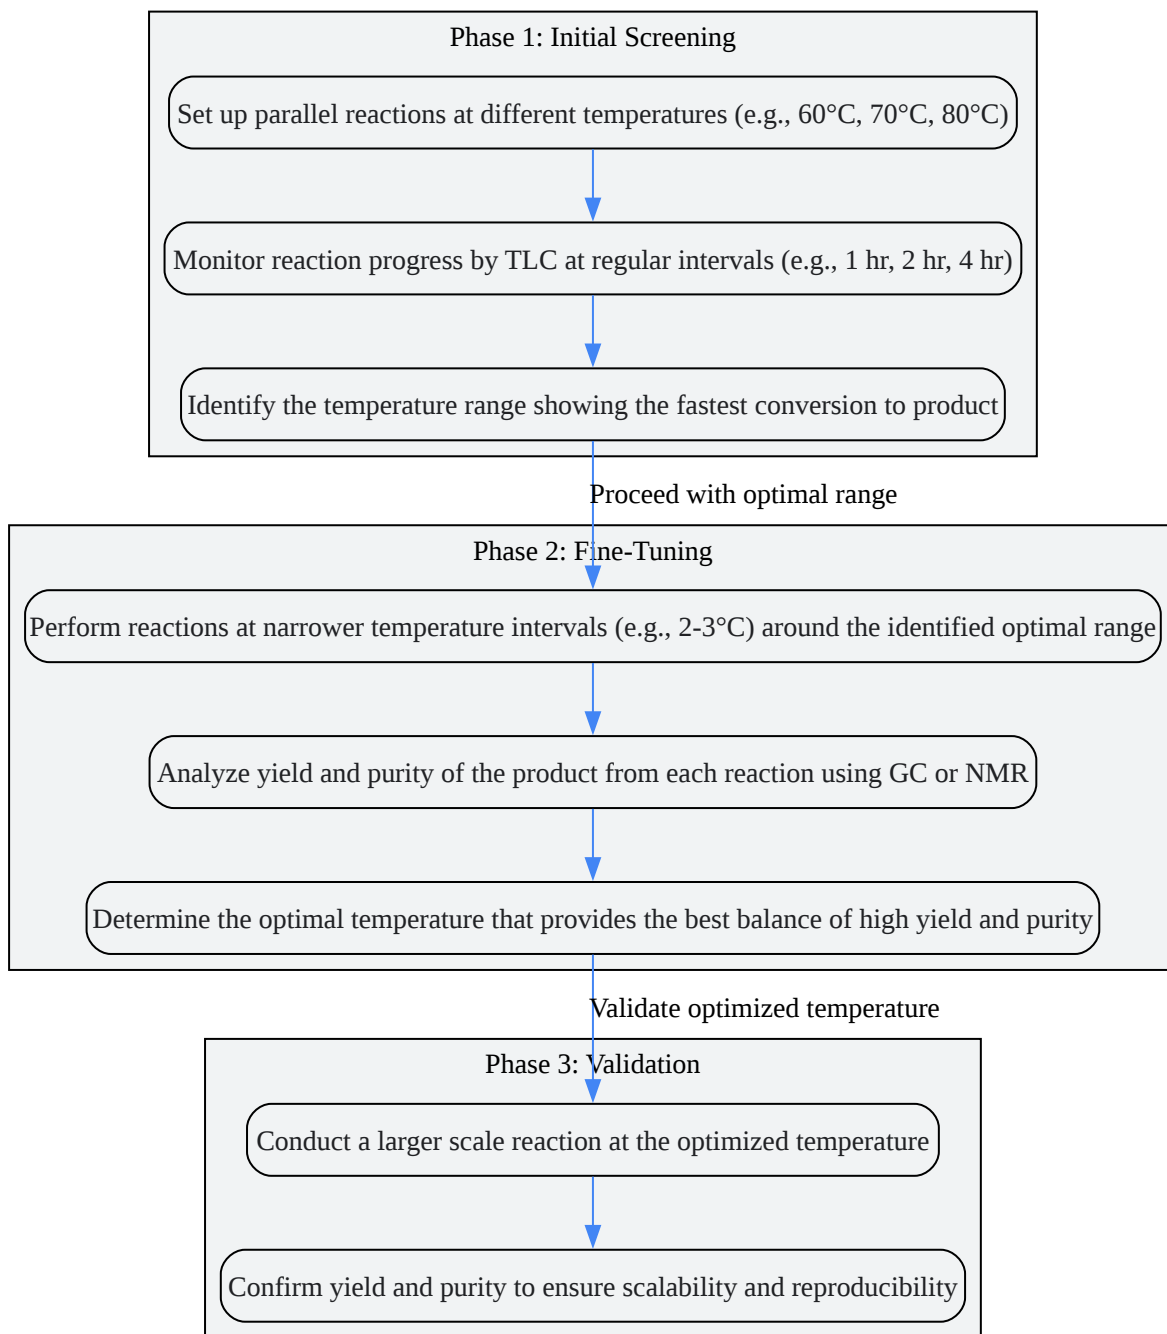 Phase 1: Initial Screening
Set up parallel reactions at different temperatures (e.g., 60°C, 70°C, 80°C)
Monitor reaction progress by TLC at regular intervals (e.g., 1 hr, 2 hr, 4 hr)
Identify the temperature range showing the fastest conversion to product
Proceed with optimal range
Phase 2: Fine-Tuning
Perform reactions at narrower temperature intervals (e.g., 2-3°C) around the identified optimal range
Analyze yield and purity of the product from each reaction using GC or NMR
Determine the optimal temperature that provides the best balance of high yield and purity
Validate optimized temperature
Phase 3: Validation
Conduct a larger scale reaction at the optimized temperature
Confirm yield and purity to ensure scalability and reproducibility